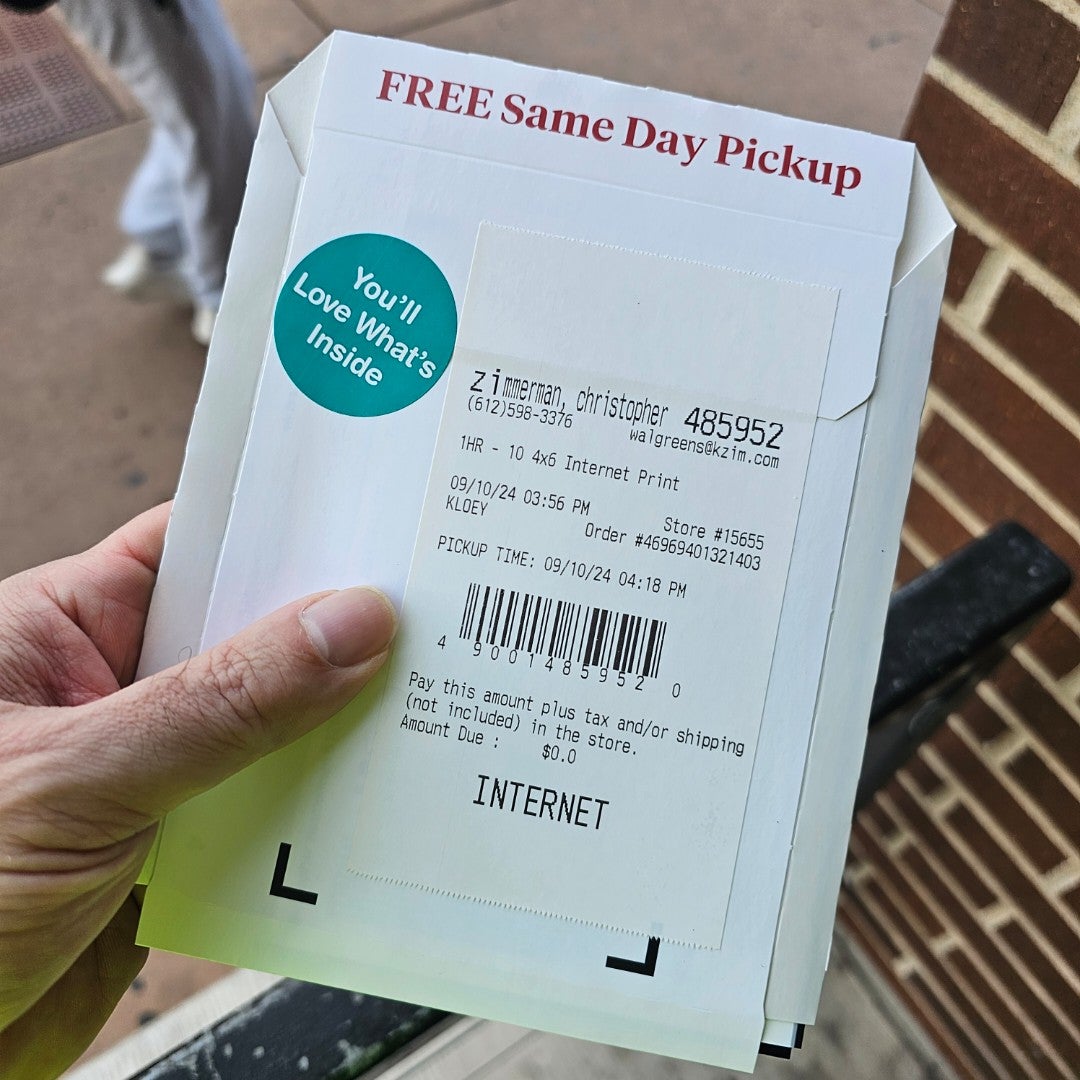 FREE Same Day Pickup
You'll
Love What's
Inside
zimmerman, christopher 485952
(612)598-3376 walgreens@kzim.com
1HR - 10 4x6 Internet Print
09/10/24 03:56 PM Store #15655
KLOEY Order #46969401321403
PICKUP TIME: 09/10/24 04:18 PM
4 9001485952 0
Pay this amount plus tax and/or shipping
(not included) in the store.
Amount Due : $0.0
INTERNET